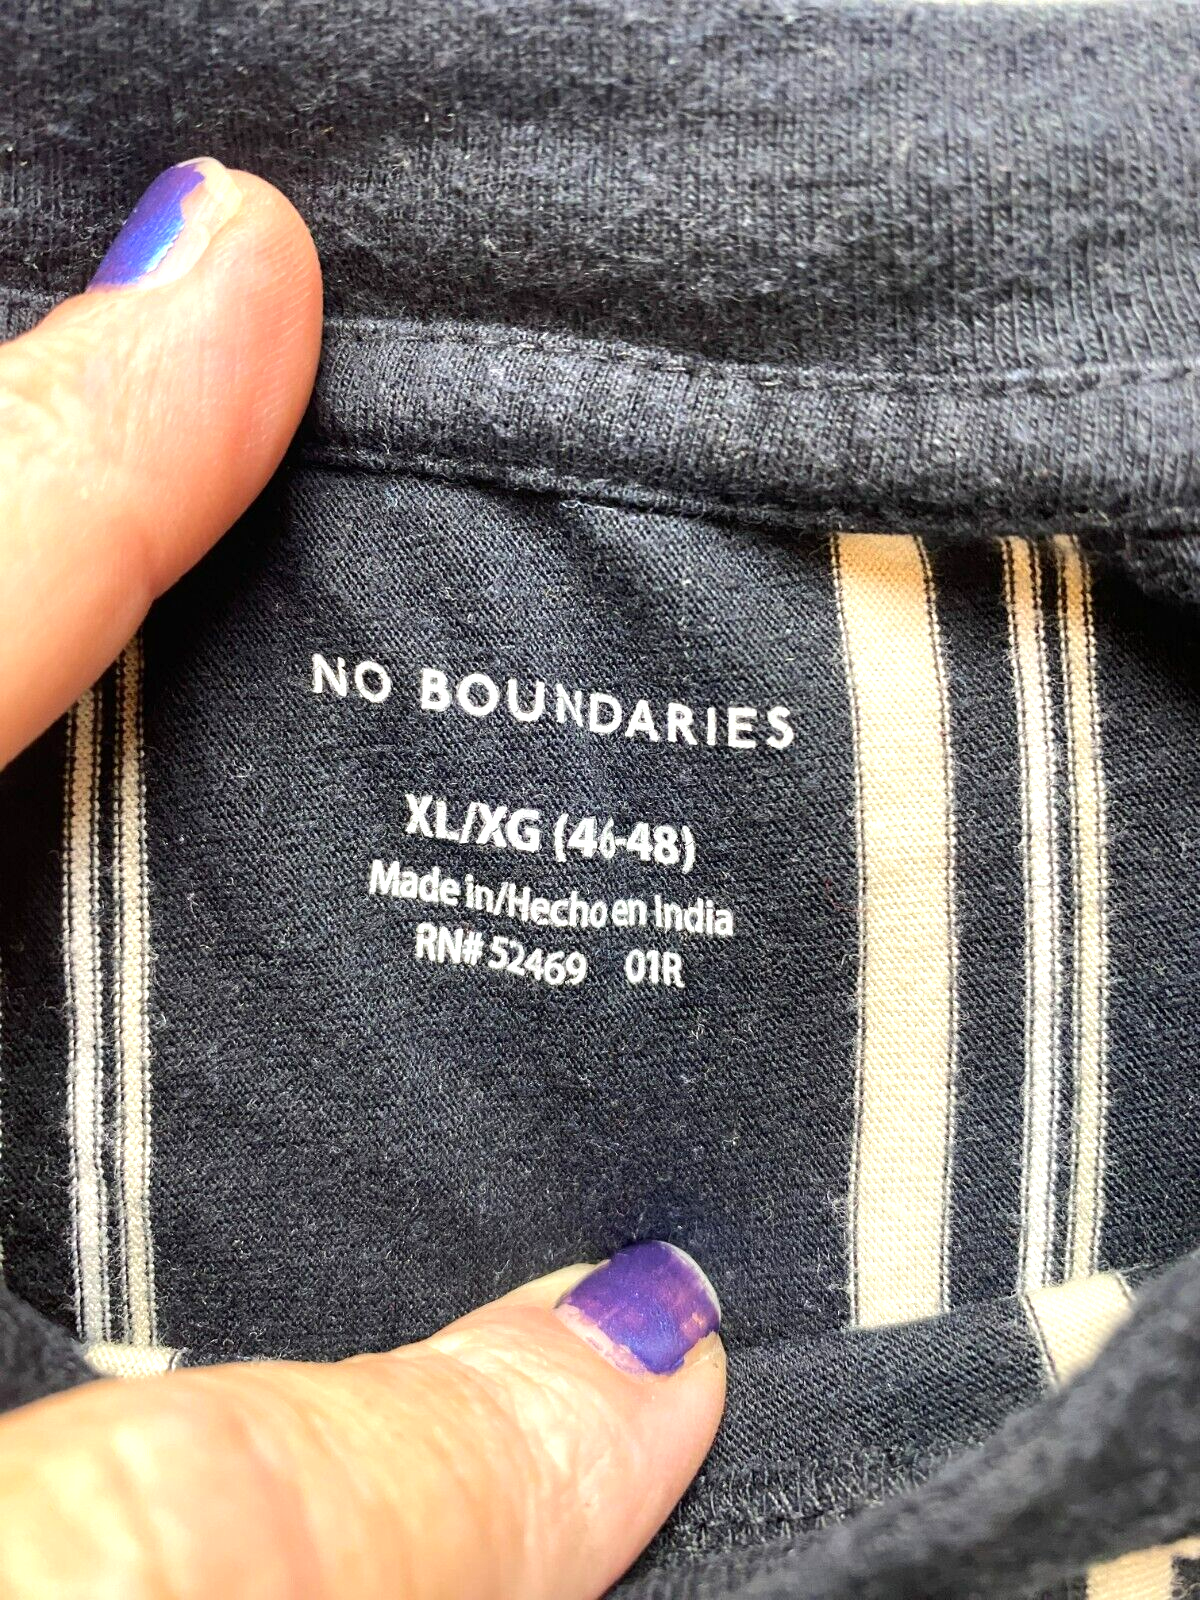 NO BOUNDARIES
XL/XG (46-48)
Made in/Hecho en India
RN# 52469 01R